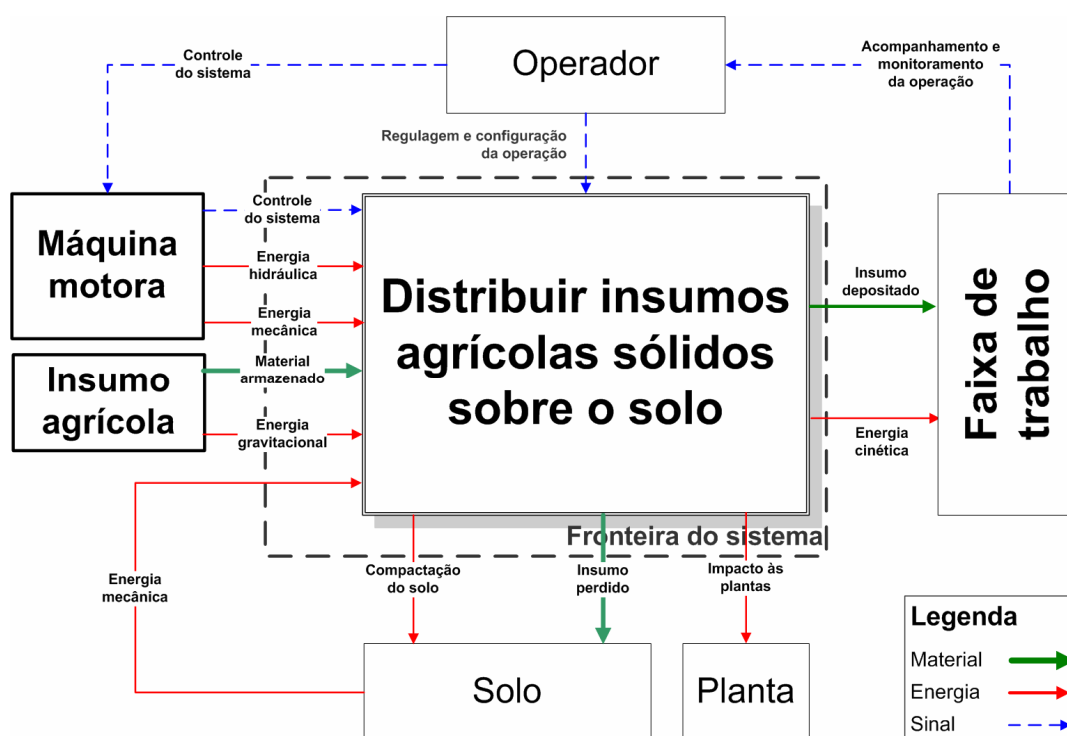 Operador
Controle
do sistema
Acompanhamento e
monitoramento
da operação
Regulagem e configuração
da operação
Máquina
motora
Controle
do sistema
Energia
hidráulica
Energia
mecânica
Insumo
agrícola
Material
armazenado
Energia
gravitacional
Distribuir insumos
agrícolas sólidos
sobre o solo
Insumo
depositado
Energia
cinética
Faixa de
trabalho
Fronteira do sistema
Energia
mecânica
Compactação
do solo
Insumo
perdido
Impacto às
plantas
Solo
Planta
Legenda
Material
Energia
Sinal